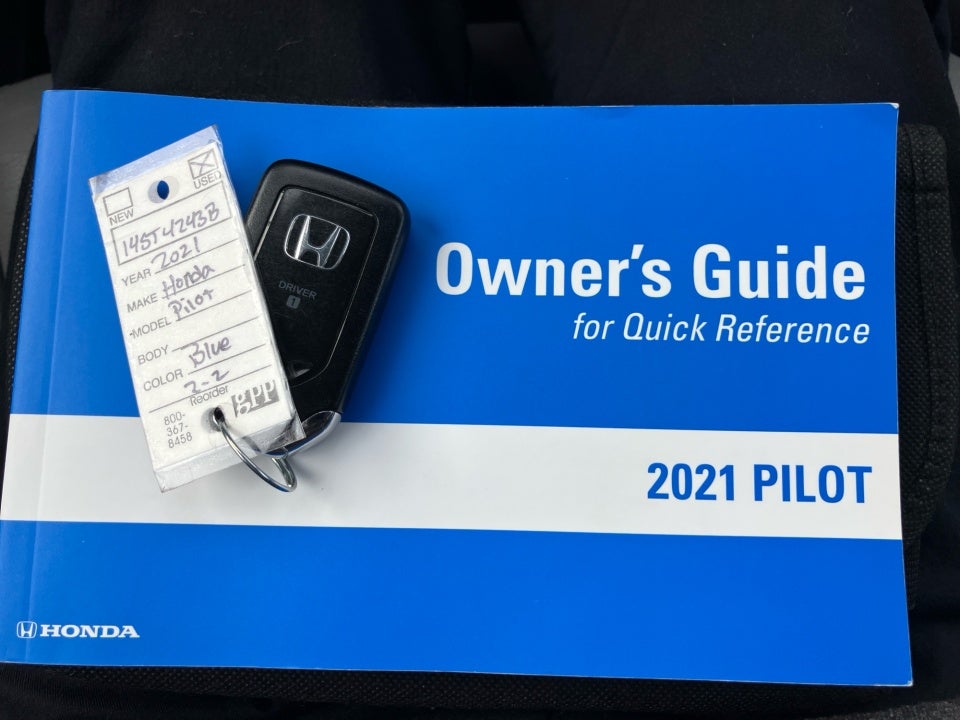 NEW
USED
145T4243B
YEAR 2021
MAKE Honda
MODEL Pilot
BODY
COLOR Blue
2-2
Reorder gpp
800-
367-
8458
DRIVER
1
Owner's Guide
for Quick Reference
2021 PILOT
HONDA